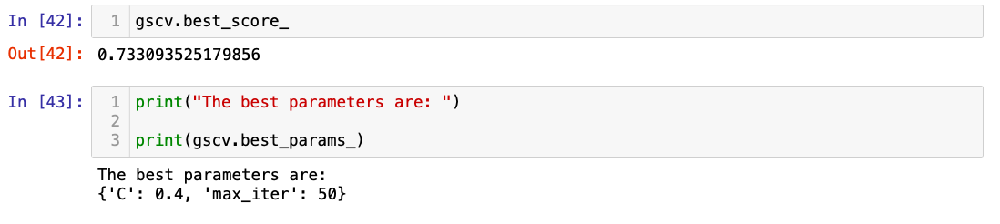 In [42]: 1 gscv.best_score_
Out[42]: 0.733093525179856
In [43]: 1 print("The best parameters are: ")
2
3 print(gscv.best_params_)
The best parameters are:
{'C': 0.4, 'max_iter': 50}